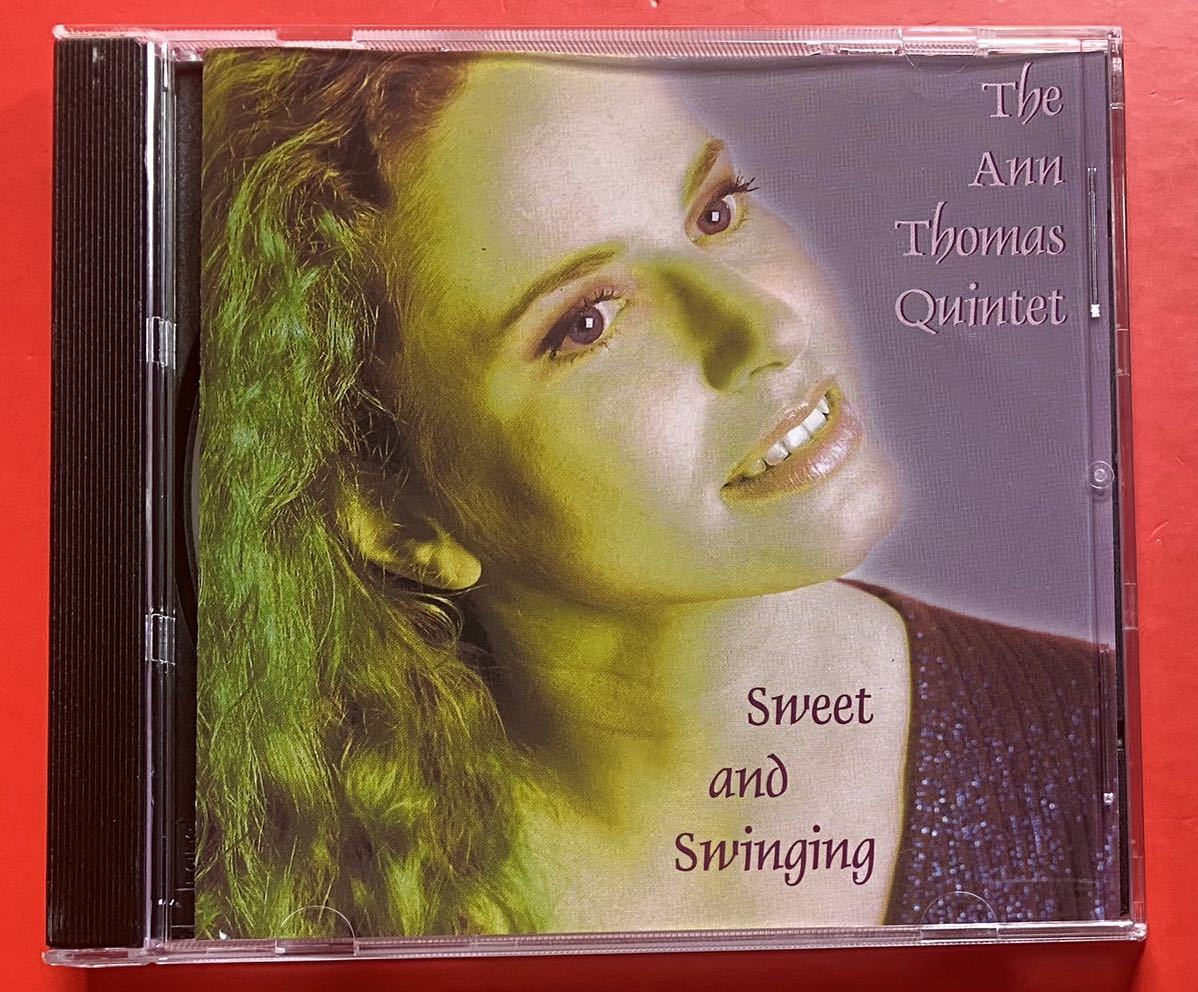 The
Ann
Thomas
Quintet
Sweet
and
Swinging